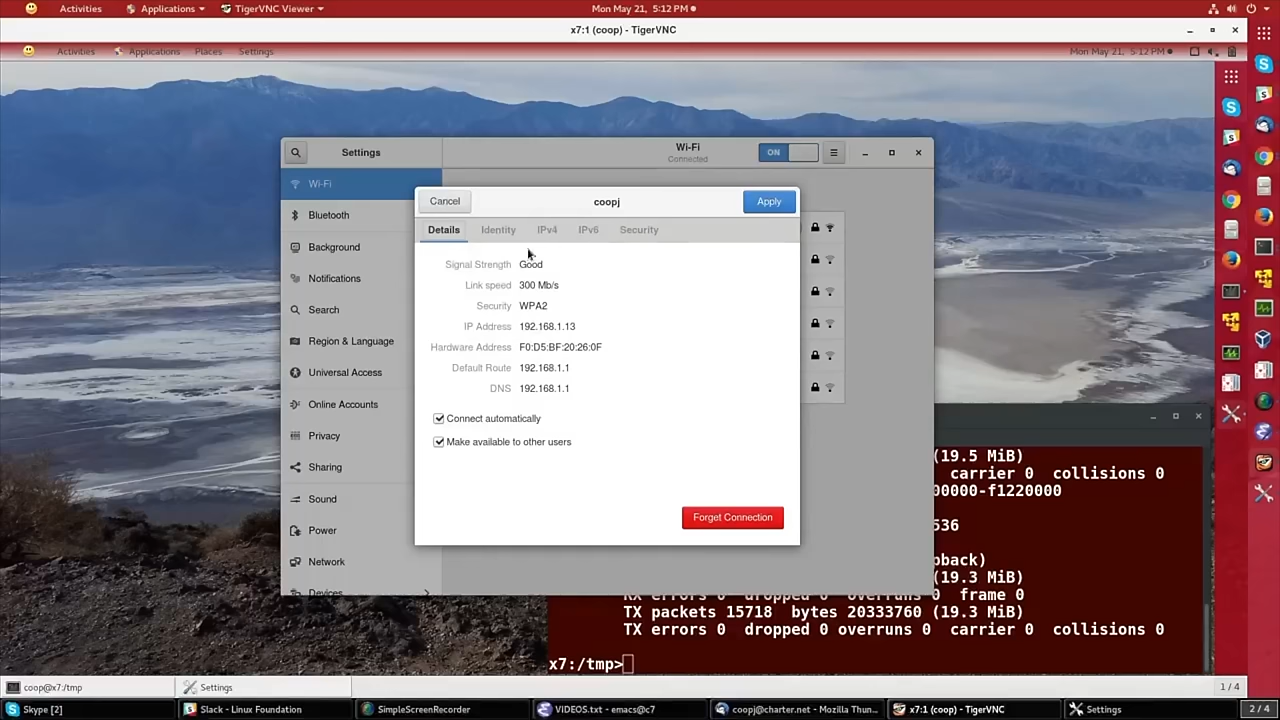 Activities
Applications
TigerVNC Viewer
Mon May 21, 5:12 PM
x7:1 (coop) - TigerVNC
Activities
Applications
Places
Settings
Mon May 21, 5:12 PM
Settings
Wi-Fi
Connected
ON
Wi-Fi
Bluetooth
Background
Notifications
Search
Region & Language
Universal Access
Online Accounts
Privacy
Sharing
Sound
Power
Network
Devices
Cancel
coopj
Apply
Details
Identity
IPv4
IPv6
Security
Signal Strength Good
Link speed 300 Mb/s
Security WPA2
IP Address 192.168.1.13
Hardware Address F0:D5:BF:20:26:0F
Default Route 192.168.1.1
DNS 192.168.1.1
Connect automatically
Make available to other users
Forget Connection
(19.5 MiB)
carrier 0 collisions 0
00000-f1220000
536
pback)
(19.3 MiB)
RX errors 0 dropped 0 overruns 0 frame 0
TX packets 15718 bytes 20333760 (19.3 MiB)
TX errors 0 dropped 0 overruns 0 carrier 0 collisions 0
x7:/tmp>
coop@x7:/tmp
Settings
1 / 4
Skype [2]
Slack - Linux Foundation
SimpleScreenRecorder
VIDEOS.txt - emacs@c7
coopj@charter.net - Mozilla Thun...
x7:1 (coop) - TigerVNC
Settings
2 / 4